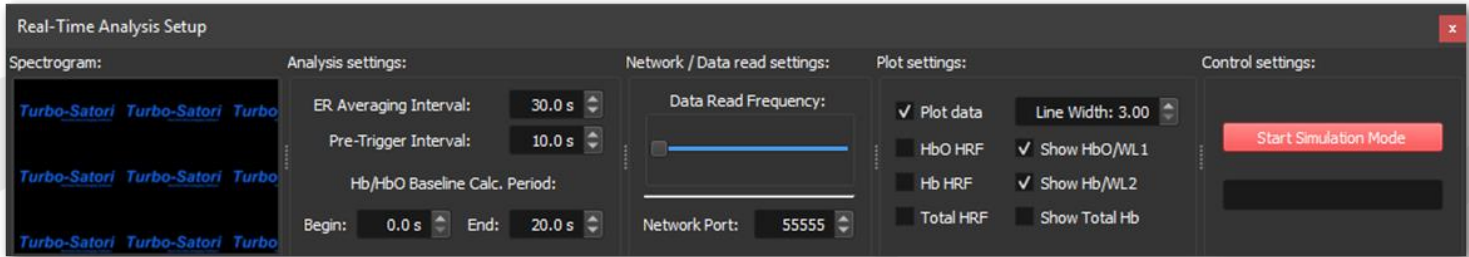 Real-Time Analysis Setup
x
Spectrogram:
Turbo-Satori Turbo-Satori Turbo
Turbo-Satori Turbo-Satori Turbo
Turbo-Satori Turbo-Satori Turbo
Analysis settings:
ER Averaging Interval: 30.0 s
Pre-Trigger Interval: 10.0 s
Hb/HbO Baseline Calc. Period:
Begin: 0.0 s End: 20.0 s
Network / Data read settings:
Data Read Frequency:
Network Port: 55555
Plot settings:
Plot data Line Width: 3.00
HbO HRF Show HbO/WL1
Hb HRF Show Hb/WL2
Total HRF Show Total Hb
Control settings:
Start Simulation Mode